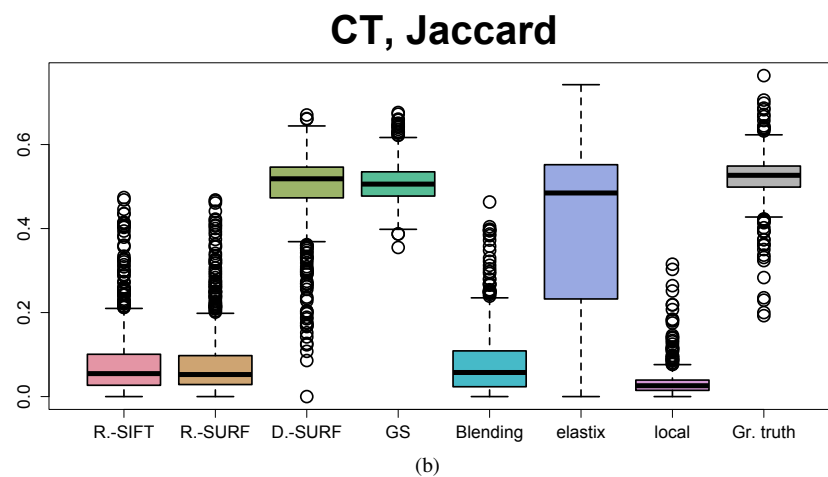 CT, Jaccard
0.6
0.4
0.2
0.0
R.-SIFT R.-SURF D.-SURF GS Blending elastix local Gr. truth
(b)